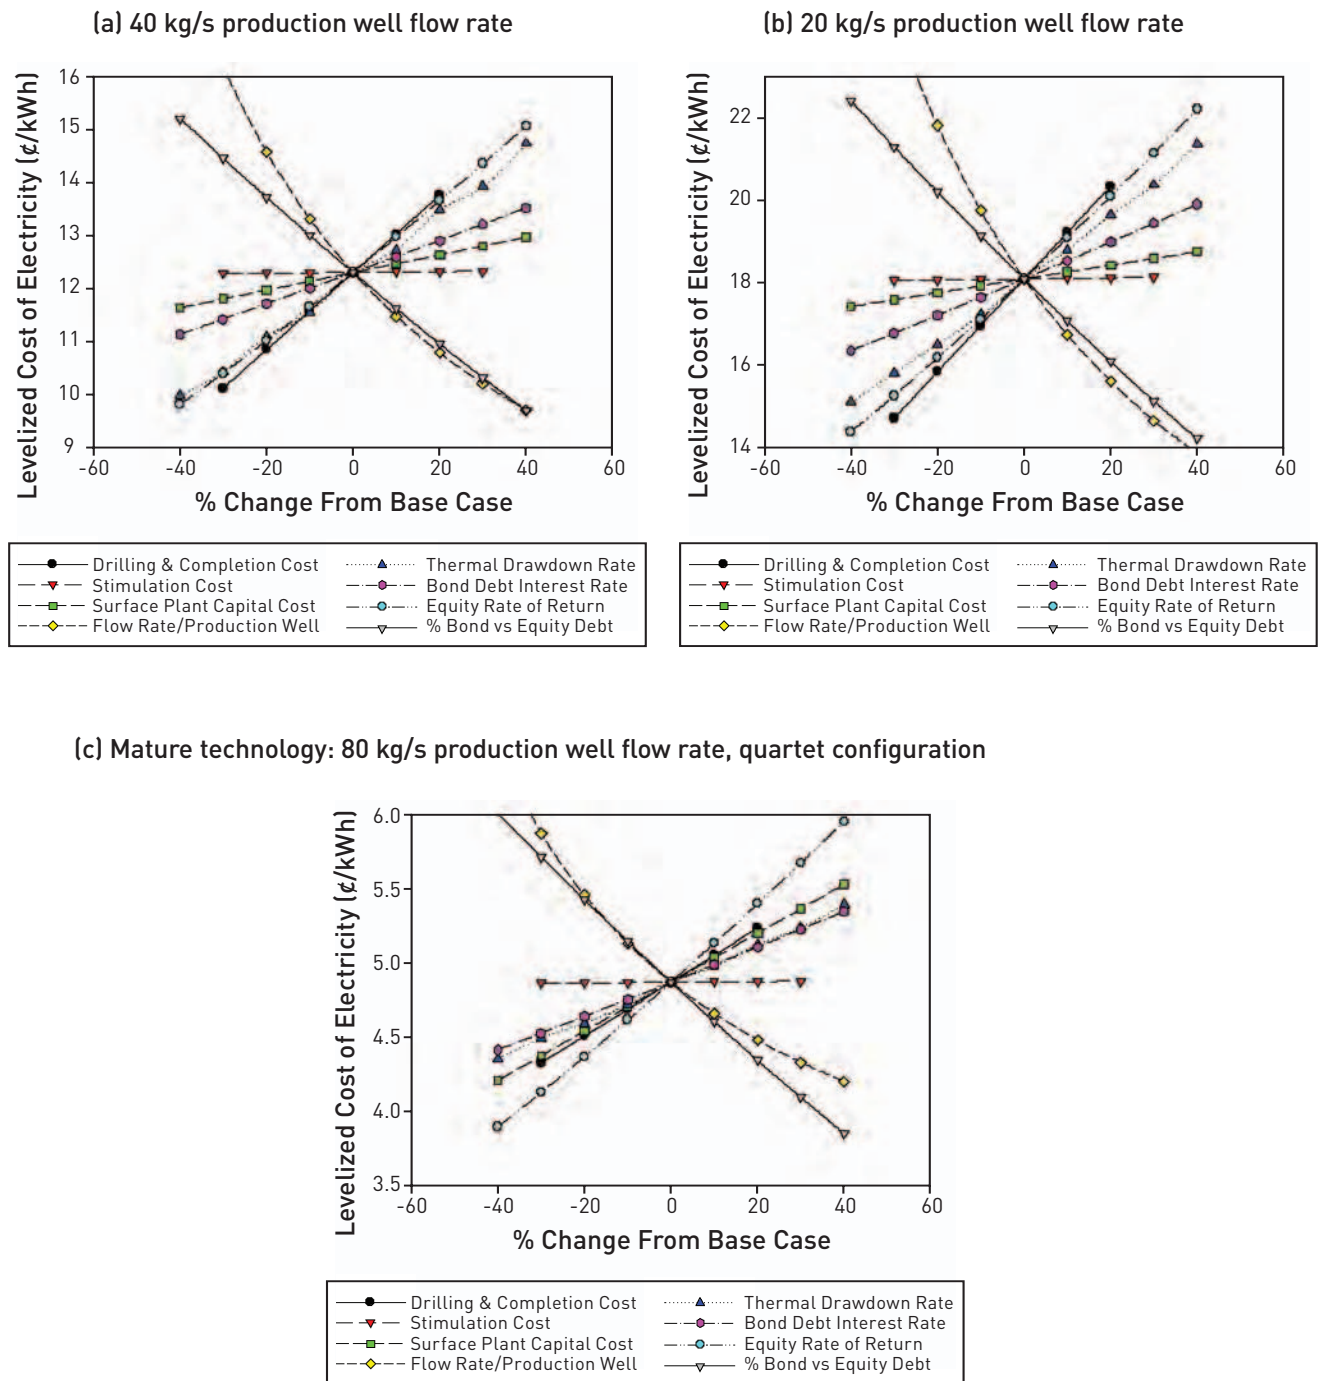 (a) 40 kg/s production well flow rate
Levelized Cost of Electricity (¢/kWh)
16
15
14
13
12
11
10
9
-60 -40 -20 0 20 40 60
% Change From Base Case
Drilling & Completion Cost
Stimulation Cost
Surface Plant Capital Cost
Flow Rate/Production Well
Thermal Drawdown Rate
Bond Debt Interest Rate
Equity Rate of Return
% Bond vs Equity Debt
(b) 20 kg/s production well flow rate
Levelized Cost of Electricity (¢/kWh)
22
20
18
16
14
-60 -40 -20 0 20 40 60
% Change From Base Case
Drilling & Completion Cost
Stimulation Cost
Surface Plant Capital Cost
Flow Rate/Production Well
Thermal Drawdown Rate
Bond Debt Interest Rate
Equity Rate of Return
% Bond vs Equity Debt
(c) Mature technology: 80 kg/s production well flow rate, quartet configuration
Levelized Cost of Electricity (¢/kWh)
6.0
5.5
5.0
4.5
4.0
3.5
-60 -40 -20 0 20 40 60
% Change From Base Case
Drilling & Completion Cost
Stimulation Cost
Surface Plant Capital Cost
Flow Rate/Production Well
Thermal Drawdown Rate
Bond Debt Interest Rate
Equity Rate of Return
% Bond vs Equity Debt